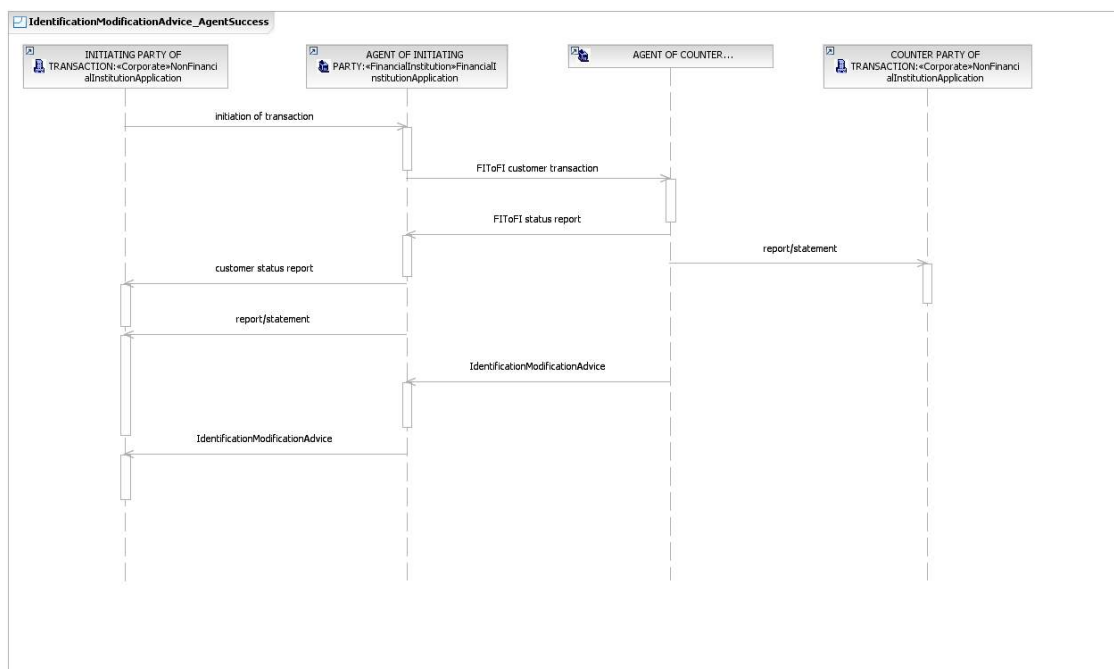 IdentificationModificationAdvice_AgentSuccess
INITIATING PARTY OF
TRANSACTION:«Corporate»NonFinanci
alInstitutionApplication
AGENT OF INITIATING
PARTY:«FinancialInstitution»FinancialI
nstitutionApplication
AGENT OF COUNTER...
COUNTER PARTY OF
TRANSACTION:«Corporate»NonFinanci
alInstitutionApplication
initiation of transaction
FIToFI customer transaction
FIToFI status report
report/statement
customer status report
report/statement
IdentificationModificationAdvice
IdentificationModificationAdvice